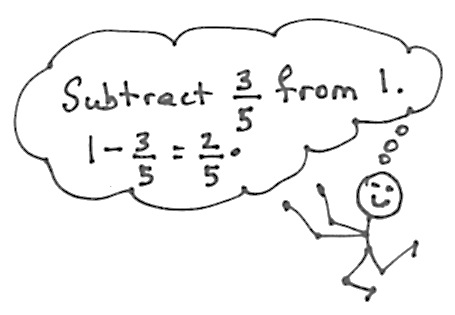 Subtract 3/5 from 1.
1 - 3/5 = 2/5.